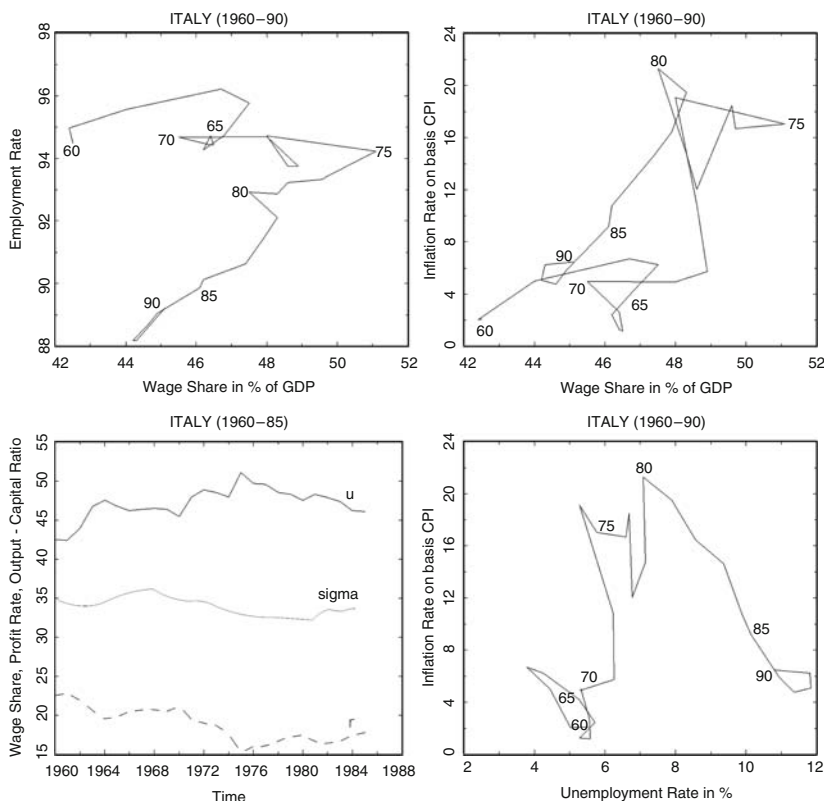 ITALY (1960–90)
Employment Rate
98
96
94
92
90
88
60
65
70
75
80
85
90
42 44 46 48 50 52
Wage Share in % of GDP
ITALY (1960–90)
Inflation Rate on basis CPI
24
20
16
12
8
4
0
80
75
85
90
70
65
60
42 44 46 48 50 52
Wage Share in % of GDP
ITALY (1960–85)
Wage Share, Profit Rate, Output - Capital Ratio
55
50
45
40
35
30
25
20
15
u
sigma
r
1960 1964 1968 1972 1976 1980 1984 1988
Time
ITALY (1960–90)
Inflation Rate on basis CPI
24
20
16
12
8
4
0
80
75
85
70
90
65
60
2 4 6 8 10 12
Unemployment Rate in %